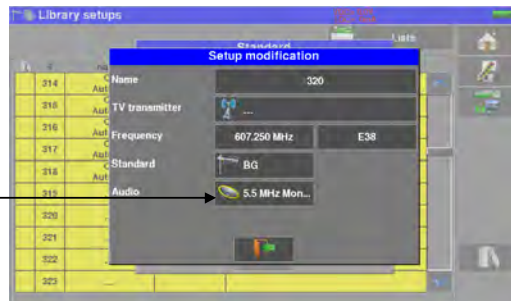 Library setups
Lists
Standard
Setup modification
Name 320
TV transmitter ...
Frequency 607.250 MHz E38
Standard BG
Audio 5.5 MHz Mon...
314
315
316
317
318
319
320
321
322
323